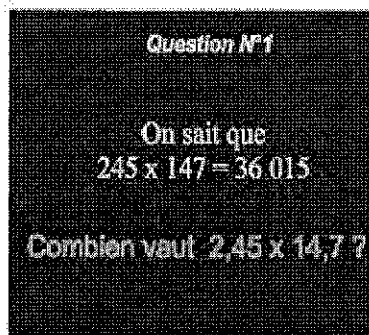 Question N°1
On sait que
245 x 147 = 36 015
Combien vaut 2,45 x 14,7 ?